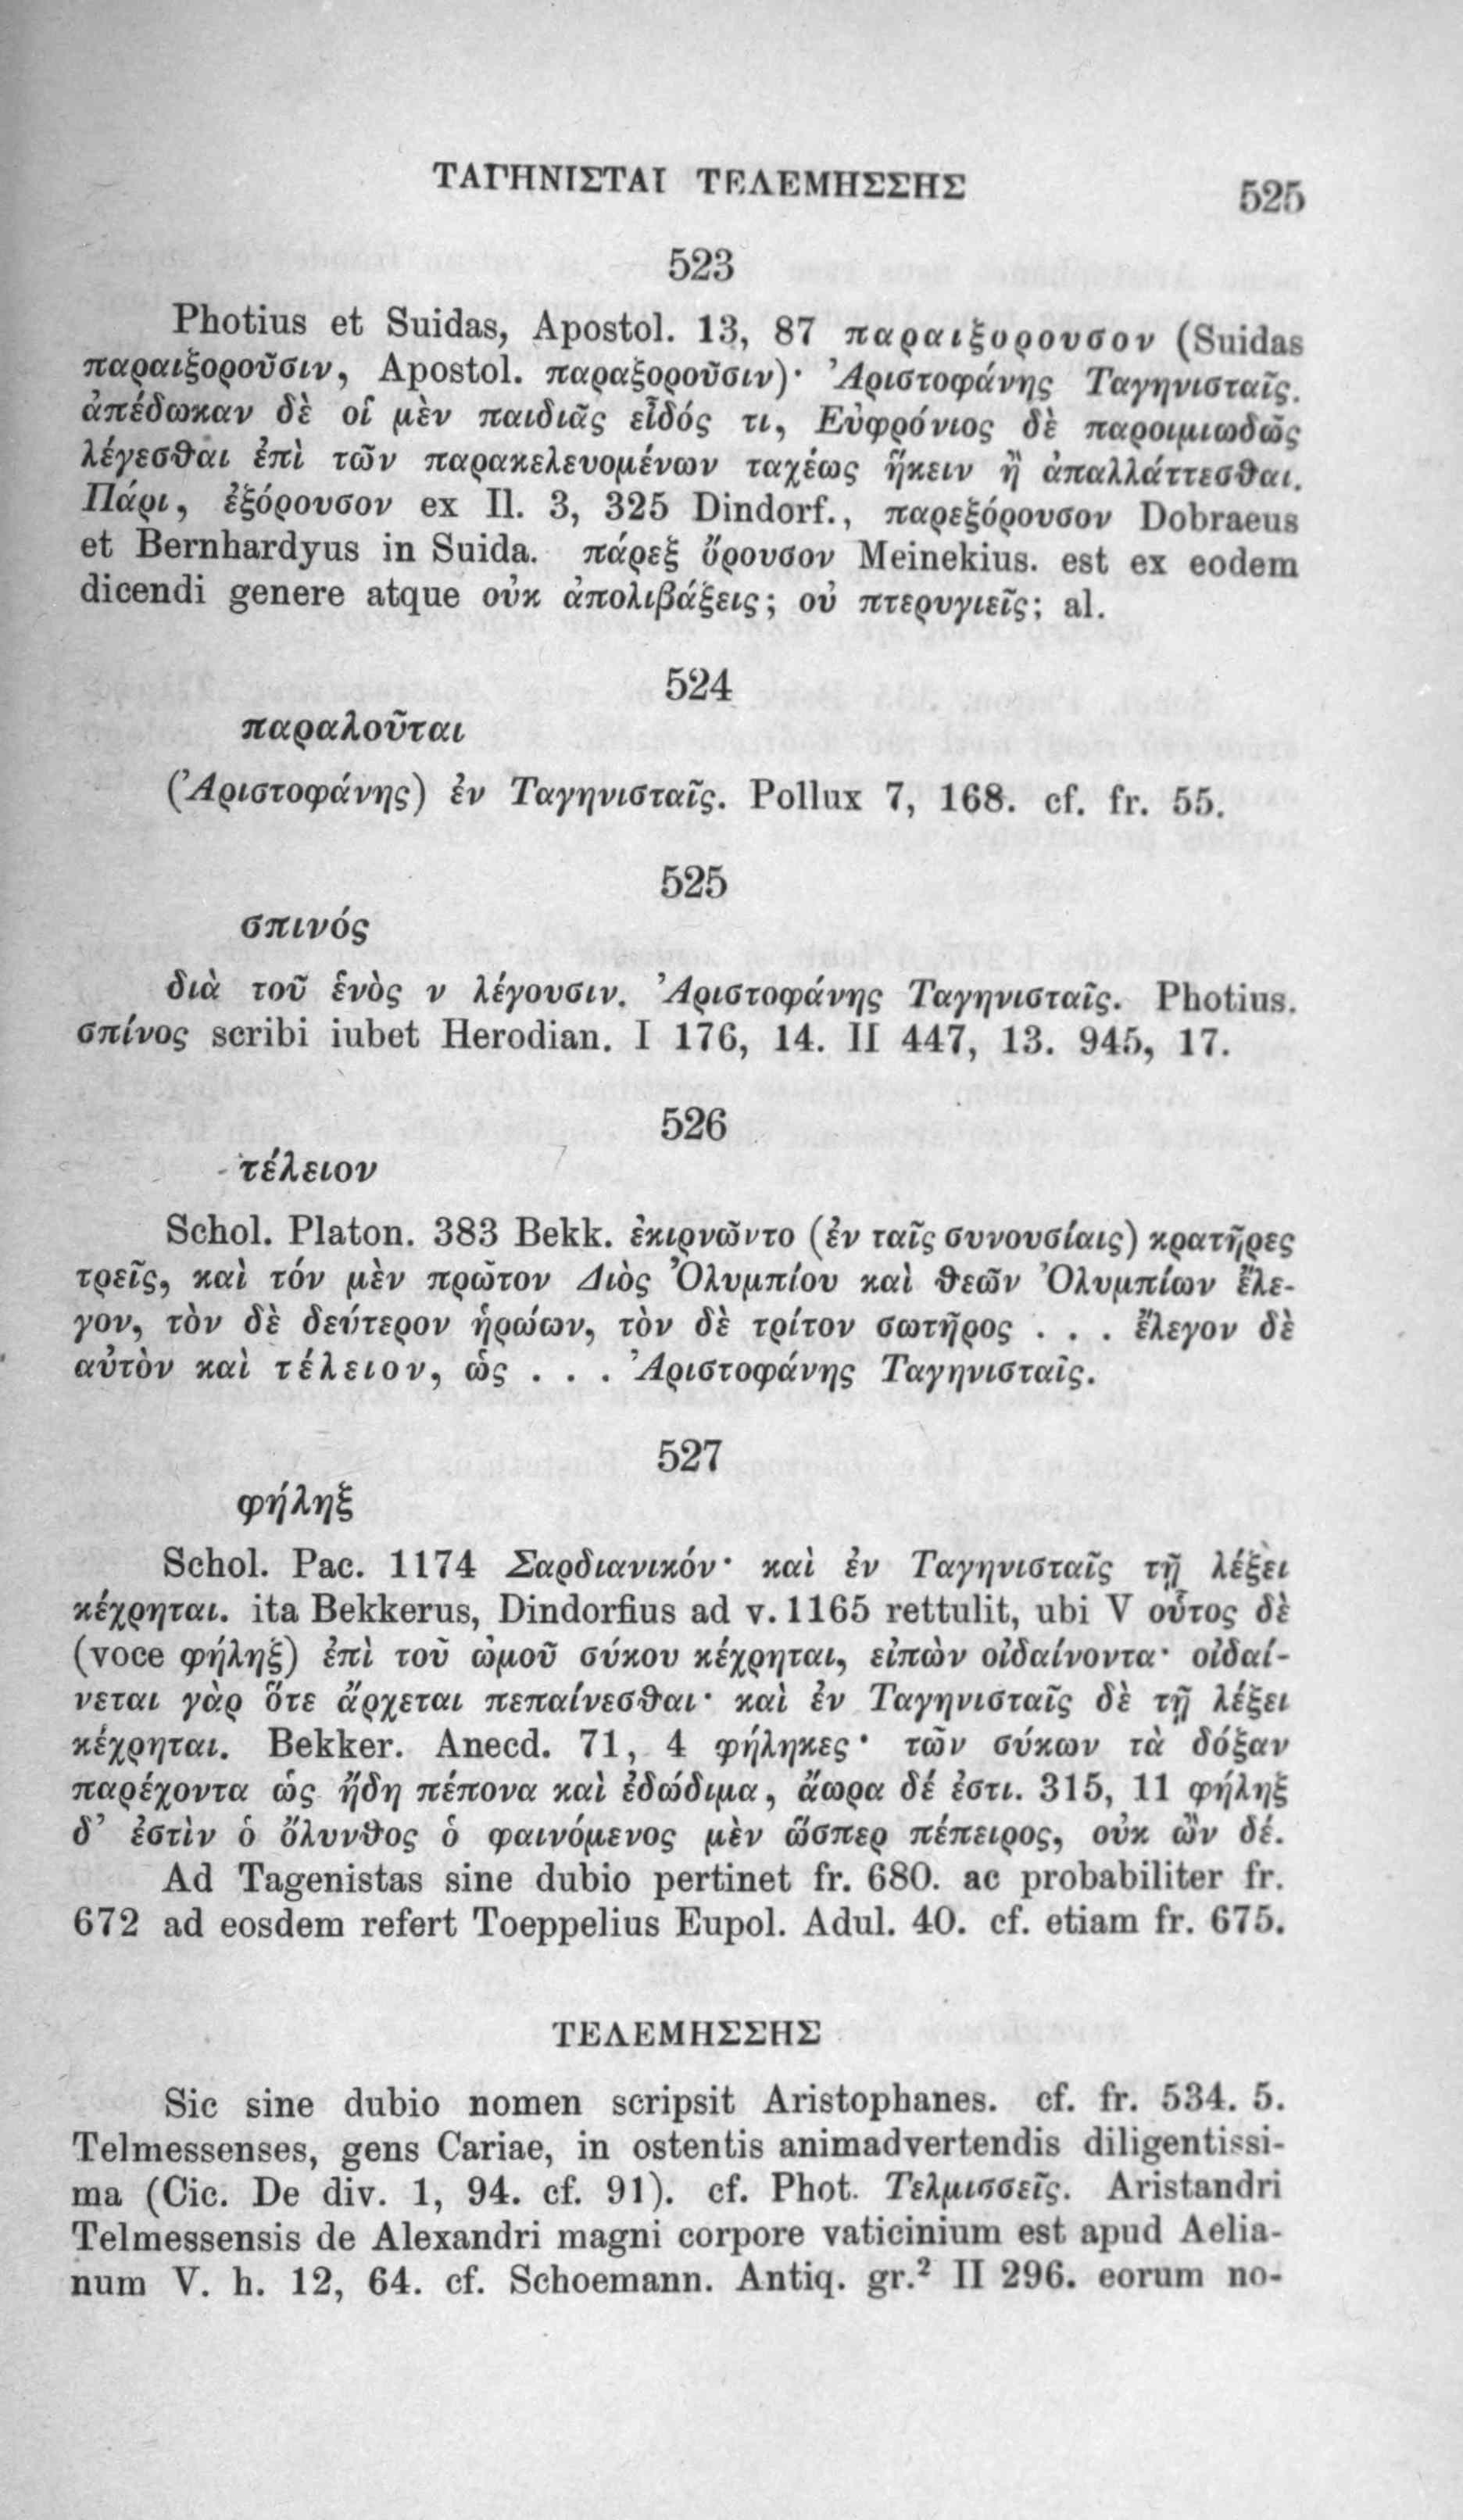 ΤΑΓΗΝΙΣΤΑΙ ΤΕΛΕΜΗΣΣΗΣ 525
523
Photius et Suidas, Apostol. 13, 87 παραιξορουσον (Suidas
παραιξοροῦσιν, Apostol. παραξοροῦσιν)· Ἀριστοφάνης Ταγηνισταῖς.
ἀπέδωκαν δὲ οἱ μὲν παιδιᾶς εἶδός τι, Εὐφρόνιος δὲ παροιμιωδῶς
λέγεσθαι ἐπὶ τῶν παρακελευομένων ταχέως ἥκειν ἢ ἀπαλλάττεσθαι.
Πάρι, ἐξόρουσον ex Il. 3, 325 Dindorf., παρεξόρουσον Dobraeus
et Bernhardyus in Suida. πάρεξ ὄρουσον Meinekius. est ex eodem
dicendi genere atque οὐκ ἀπολιβάξεις; οὐ πτερυγιεῖς; al.
524
παραλοῦται
(Ἀριστοφάνης) ἐν Ταγηνισταῖς. Pollux 7, 168. cf. fr. 55.
525
σπινός
διὰ τοῦ ἑνὸς ν λέγουσιν. Ἀριστοφάνης Ταγηνισταῖς. Photius.
σπίνος scribi iubet Herodian. I 176, 14. II 447, 13. 945, 17.
526
τέλειον
Schol. Platon. 383 Bekk. ἐκιρνῶντο (ἐν ταῖς συνουσίαις) κρατῆρες
τρεῖς, καὶ τόν μὲν πρῶτον Διὸς Ὀλυμπίου καὶ θεῶν Ὀλυμπίων ἔλε-
γον, τὸν δὲ δεύτερον ἡρώων, τὸν δὲ τρίτον σωτῆρος . . . ἔλεγον δὲ
αὐτὸν καὶ τέλειον, ὡς . . . Ἀριστοφάνης Ταγηνισταῖς.
527
φήληξ
Schol. Pac. 1174 Σαρδιανικόν· καὶ ἐν Ταγηνισταῖς τῇ λέξει
κέχρηται. ita Bekkerus, Dindorfius ad v. 1165 rettulit, ubi V οὗτος δὲ
(voce φήληξ) ἐπὶ τοῦ ὠμοῦ σύκου κέχρηται, εἰπὼν οἰδαίνοντα· οἰδαί-
νεται γὰρ ὅτε ἄρχεται πεπαίνεσθαι· καὶ ἐν Ταγηνισταῖς δὲ τῇ λέξει
κέχρηται. Bekker. Anecd. 71, 4 φήληκες· τῶν σύκων τὰ δόξαν
παρέχοντα ὡς ἤδη πέπονα καὶ ἐδώδιμα, ἄωρα δέ ἐστι. 315, 11 φήληξ
δ’ ἐστὶν ὁ ὄλυνθος ὁ φαινόμενος μὲν ὥσπερ πέπειρος, οὐκ ὢν δέ.
Ad Tagenistas sine dubio pertinet fr. 680. ac probabiliter fr.
672 ad eosdem refert Toeppelius Eupol. Adul. 40. cf. etiam fr. 675.
ΤΕΛΕΜΗΣΣΗΣ
Sic sine dubio nomen scripsit Aristophanes. cf. fr. 534. 5.
Telmessenses, gens Cariae, in ostentis animadvertendis diligentissi-
ma (Cic. De div. 1, 94. cf. 91). cf. Phot. Τελμισσεῖς. Aristandri
Telmessensis de Alexandri magni corpore vaticinium est apud Aelia-
num V. h. 12, 64. cf. Schoemann. Antiq. gr.² II 296. eorum no-